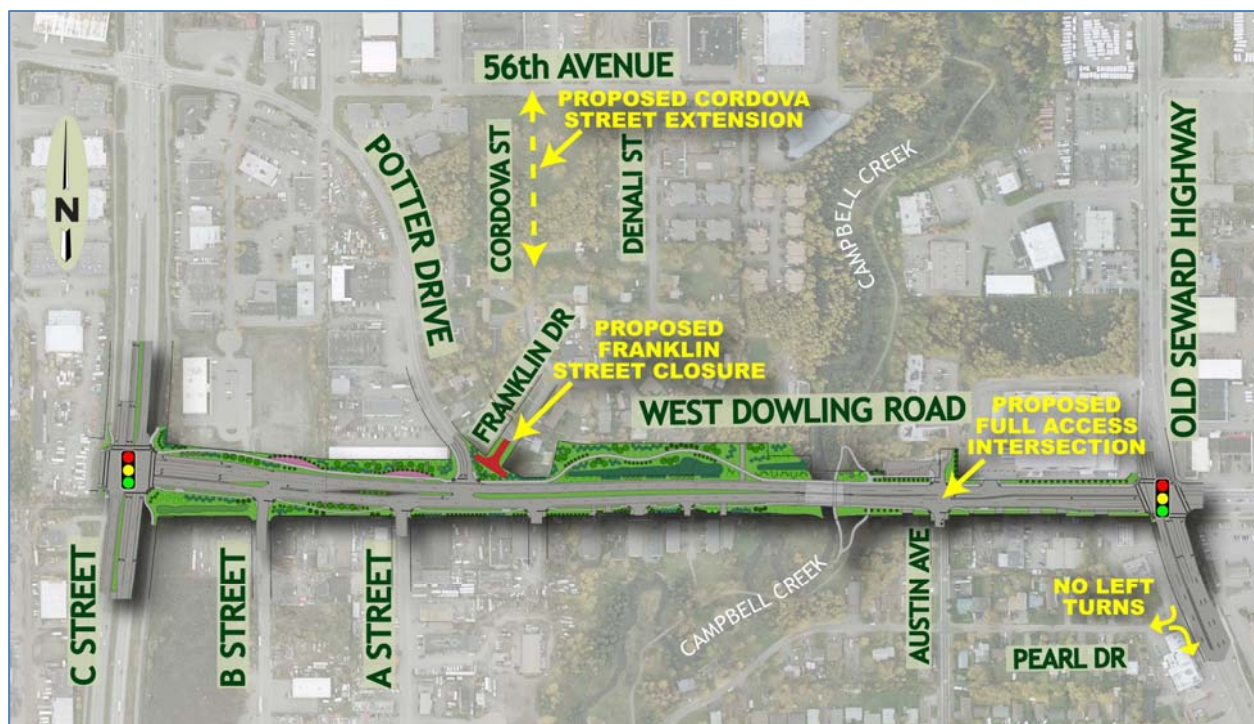 56th AVENUE
PROPOSED CORDOVA
STREET EXTENSION
POTTER DRIVE
CORDOVA ST
DENALI ST
CAMPBELL CREEK
OLD SEWARD HIGHWAY
N
FRANKLIN DR
PROPOSED
FRANKLIN
STREET CLOSURE
WEST DOWLING ROAD
PROPOSED
FULL ACCESS
INTERSECTION
C STREET
B STREET
A STREET
CAMPBELL CREEK
AUSTIN AVE
NO LEFT
TURNS
PEARL DR